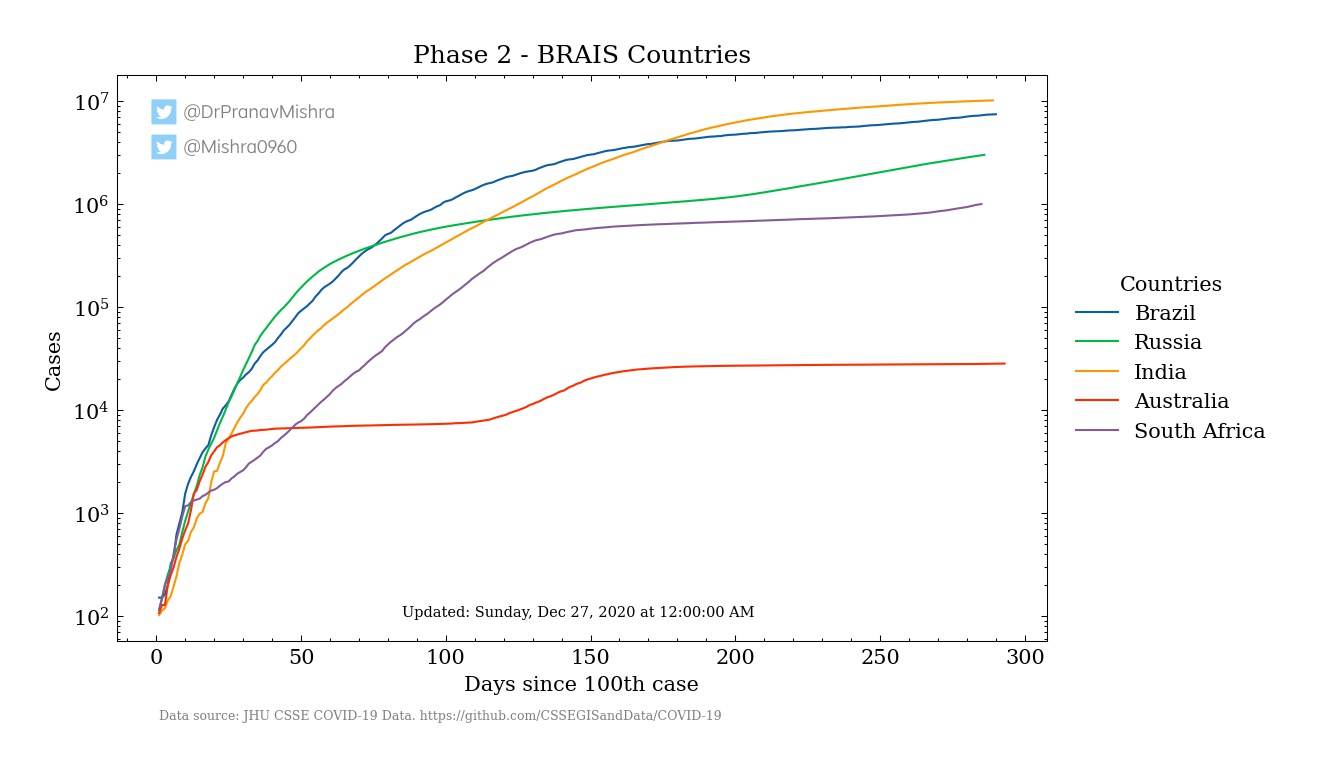 Phase 2 - BRAIS Countries
@DrPranavMishra
@Mishra0960
10⁷
10⁶
10⁵
10⁴
10³
10²
Cases
Updated: Sunday, Dec 27, 2020 at 12:00:00 AM
0 50 100 150 200 250 300
Days since 100th case
Countries
Brazil
Russia
India
Australia
South Africa
Data source: JHU CSSE COVID-19 Data. https://github.com/CSSEGISandData/COVID-19